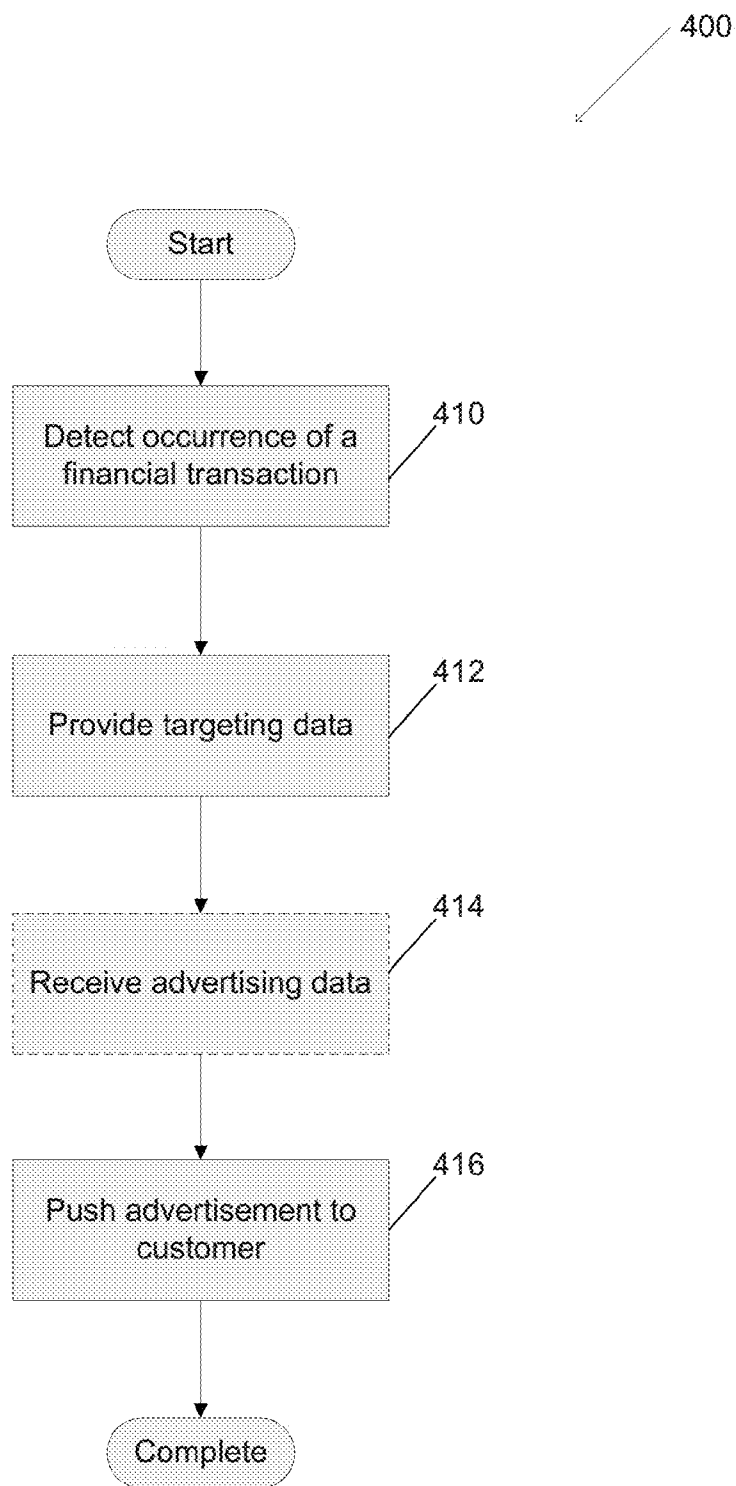 400
Start
Detect occurrence of a
financial transaction
410
Provide targeting data
412
Receive advertising data
414
Push advertisement to
customer
416
Complete